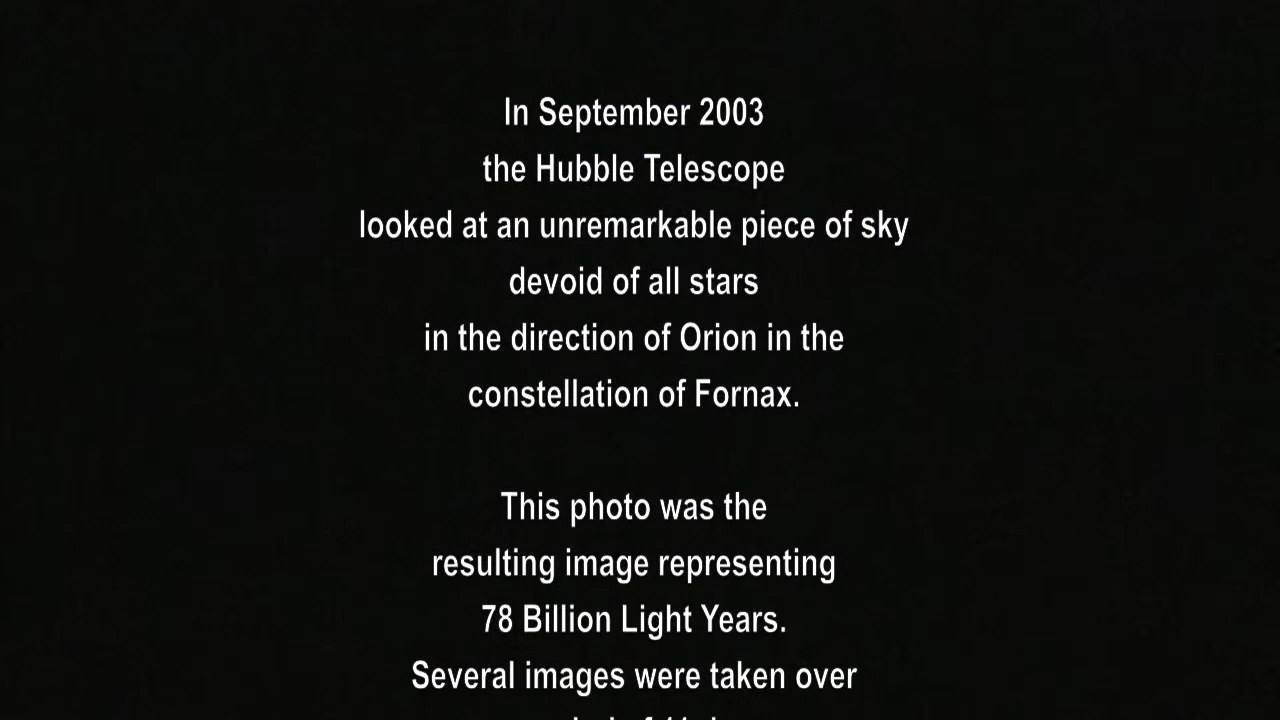 In September 2003
the Hubble Telescope
looked at an unremarkable piece of sky
devoid of all stars
in the direction of Orion in the
constellation of Fornax.
This photo was the
resulting image representing
78 Billion Light Years.
Several images were taken over